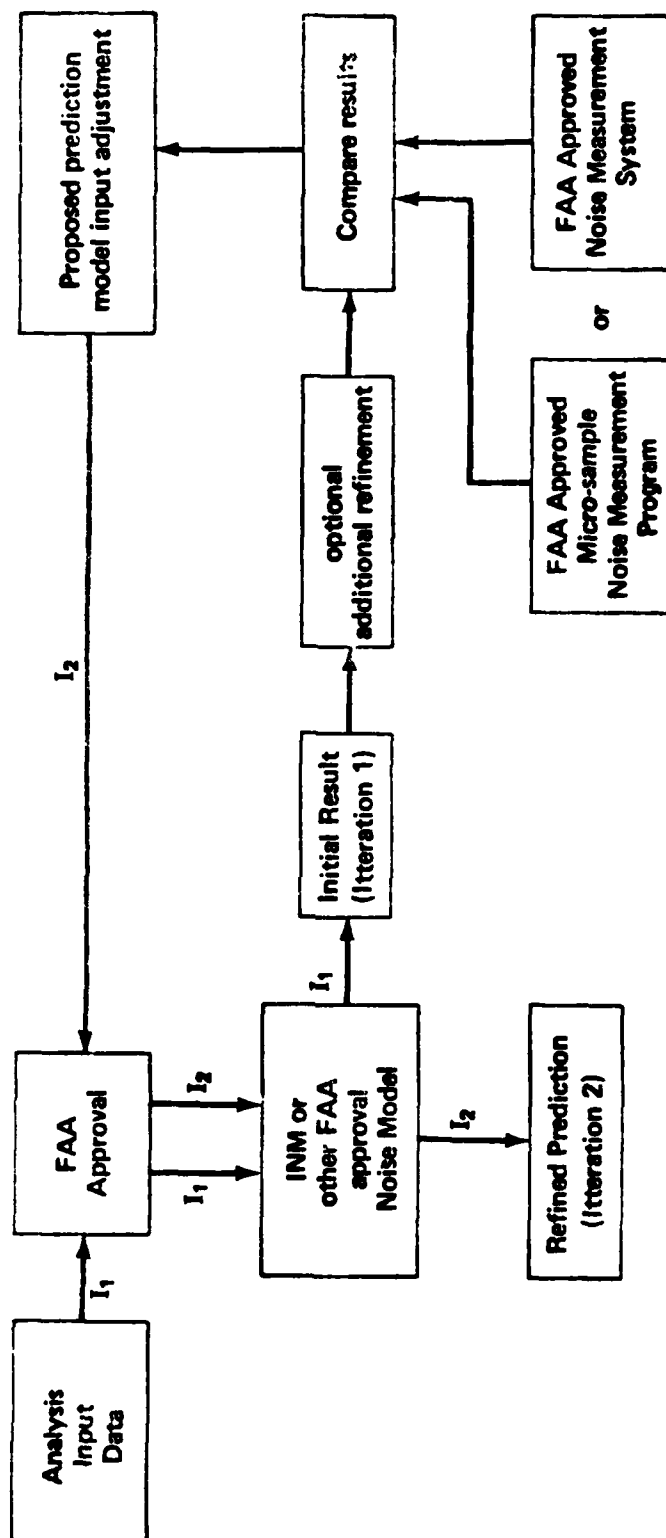 Analysis
Input
Data
I₁
FAA
Approval
I₂
Proposed prediction
model input adjustment
I₁
I₂
INM or
other FAA
approval
Noise Model
I₁
Initial Result
(Itteration 1)
optional
additional refinement
Compare results
I₂
Refined Prediction
(Itteration 2)
FAA Approved
Micro-sample
Noise Measurement
Program
or
FAA Approved
Noise Measurement
System